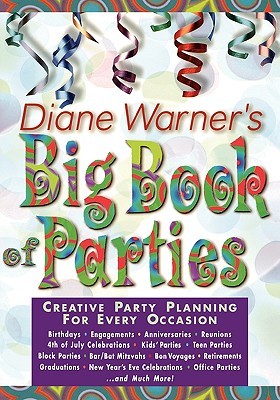 Diane Warner's
Big Book
of Parties
CREATIVE PARTY PLANNING
FOR EVERY OCCASION
Birthdays • Engagements • Anniversaries • Reunions
4th of July Celebrations • Kids' Parties • Teen Parties
Block Parties • Bar/Bat Mitzvahs • Bon Voyages • Retirements
Graduations • New Year's Eve Celebrations • Office Parties
...and Much More!